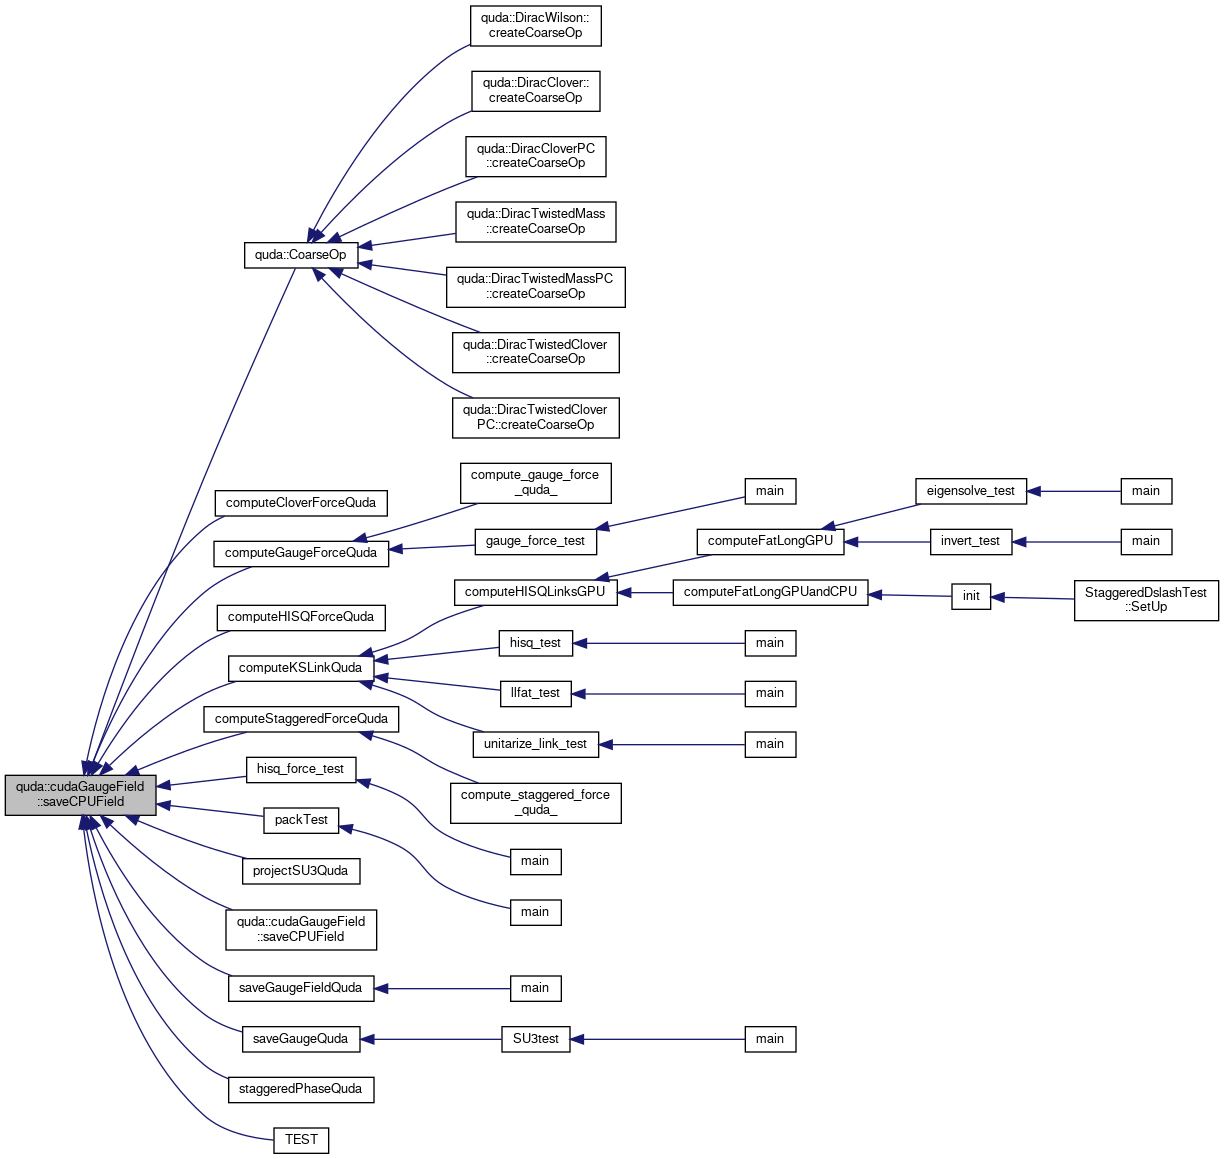 quda::DiracWilson::
createCoarseOp
quda::DiracClover::
createCoarseOp
quda::DiracCloverPC
::createCoarseOp
quda::DiracTwistedMass
::createCoarseOp
quda::CoarseOp
quda::DiracTwistedMassPC
::createCoarseOp
quda::DiracTwistedClover
::createCoarseOp
quda::DiracTwistedClover
PC::createCoarseOp
compute_gauge_force
_quda_
main
eigensolve_test
main
computeCloverForceQuda
computeGaugeForceQuda
gauge_force_test
computeFatLongGPU
invert_test
main
computeHISQLinksGPU
computeFatLongGPUandCPU
init
StaggeredDslashTest
::SetUp
computeHISQForceQuda
hisq_test
main
computeKSLinkQuda
llfat_test
main
computeStaggeredForceQuda
unitarize_link_test
main
hisq_force_test
quda::cudaGaugeField
::saveCPUField
compute_staggered_force
_quda_
packTest
main
projectSU3Quda
main
quda::cudaGaugeField
::saveCPUField
saveGaugeFieldQuda
main
saveGaugeQuda
SU3test
main
staggeredPhaseQuda
TEST